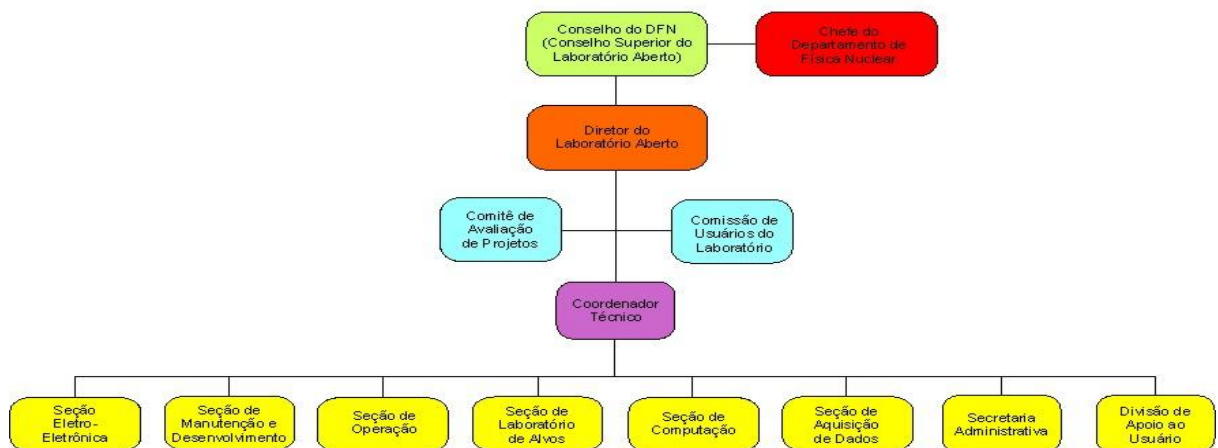 Conselho do DFN
(Conselho Superior do
Laboratório Aberto)
Chefe do
Departamento de
Física Nuclear
Diretor do
Laboratório Aberto
Comitê de
Avaliação
de Projetos
Comissão de
Usuários do
Laboratório
Coordenador
Técnico
Seção
Eletro-
Eletrônica
Seção de
Manutenção e
Desenvolvimento
Seção de
Operação
Seção de
Laboratório
de Alvos
Seção de
Computação
Seção de
Aquisição
de Dados
Secretaria
Administrativa
Divisão de
Apoio ao
Usuário